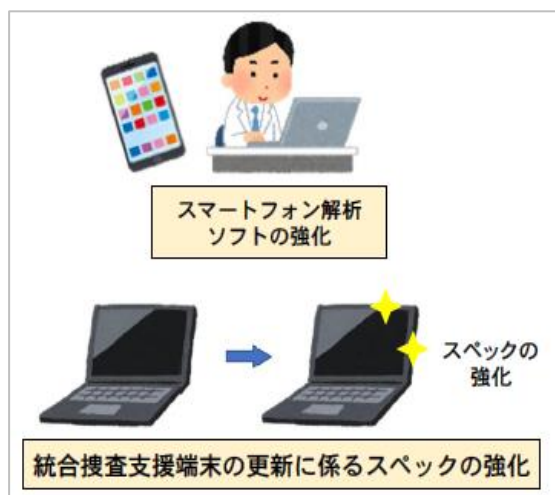 スマートフォン解析
ソフトの強化
スペックの
強化
統合捜査支援端末の更新に係るスペックの強化